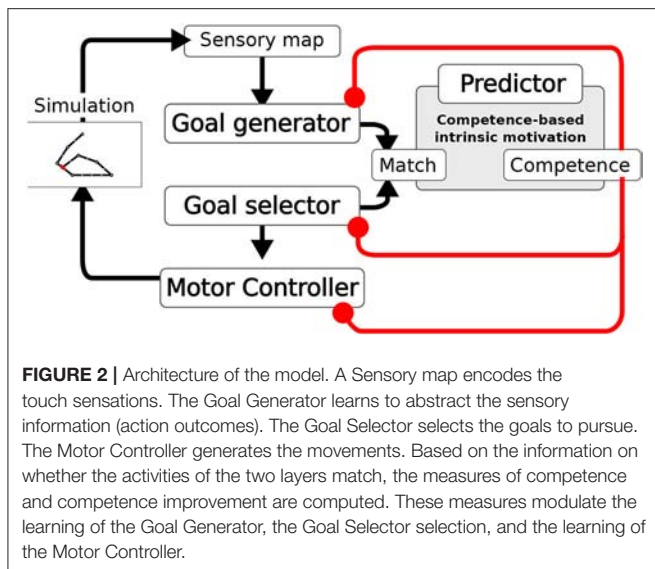 Sensory map
Simulation
Predictor
Goal generator
Competence-based
intrinsic motivation
Match
Competence
Goal selector
Motor Controller
FIGURE 2 | Architecture of the model. A Sensory map encodes the
touch sensations. The Goal Generator learns to abstract the sensory
information (action outcomes). The Goal Selector selects the goals to pursue.
The Motor Controller generates the movements. Based on the information on
whether the activities of the two layers match, the measures of competence
and competence improvement are computed. These measures modulate the
learning of the Goal Generator, the Goal Selector selection, and the learning of
the Motor Controller.